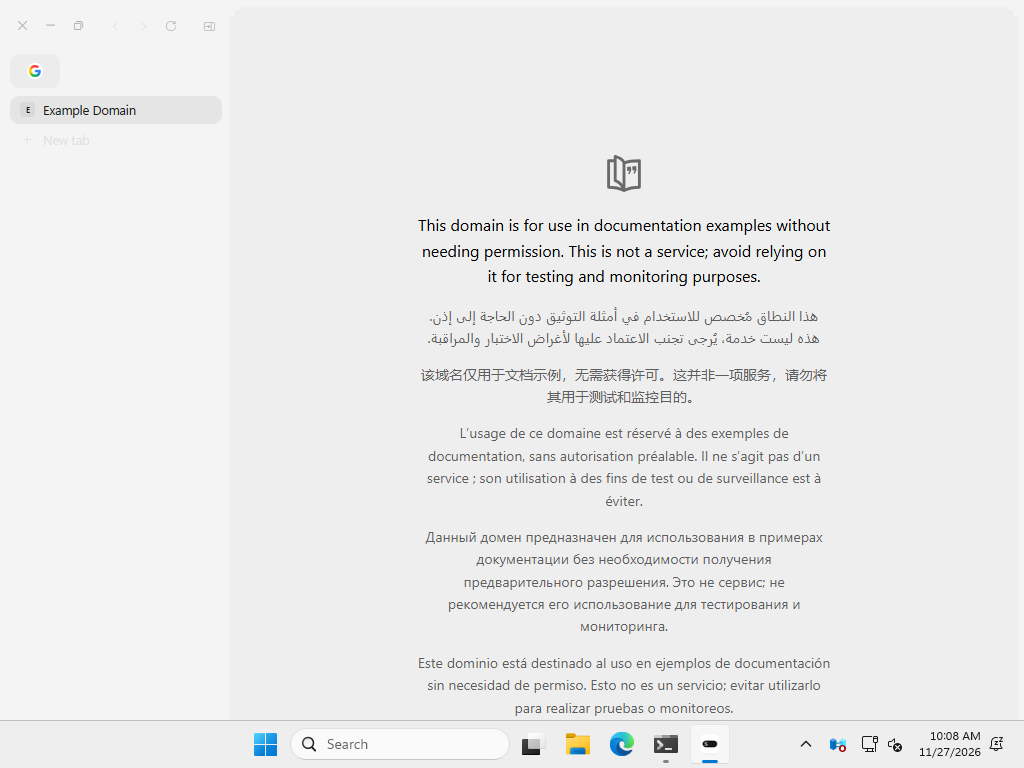 E Example Domain
+ New tab
This domain is for use in documentation examples without
needing permission. This is not a service; avoid relying on
it for testing and monitoring purposes.
هذا النطاق مُخصص للاستخدام في أمثلة التوثيق دون الحاجة إلى إذن.
هذه ليست خدمة، يُرجى تجنب الاعتماد عليها لأغراض الاختبار والمراقبة.
该域名仅用于文档示例，无需获得许可。这并非一项服务，请勿将
其用于测试和监控目的。
L’usage de ce domaine est réservé à des exemples de
documentation, sans autorisation préalable. Il ne s’agit pas d’un
service ; son utilisation à des fins de test ou de surveillance est à
éviter.
Данный домен предназначен для использования в примерах
документации без необходимости получения
предварительного разрешения. Это не сервис; не
рекомендуется его использование для тестирования и
мониторинга.
Este dominio está destinado al uso en ejemplos de documentación
sin necesidad de permiso. Esto no es un servicio; evitar utilizarlo
para realizar pruebas o monitoreos.
Search
10:08 AM
11/27/2026